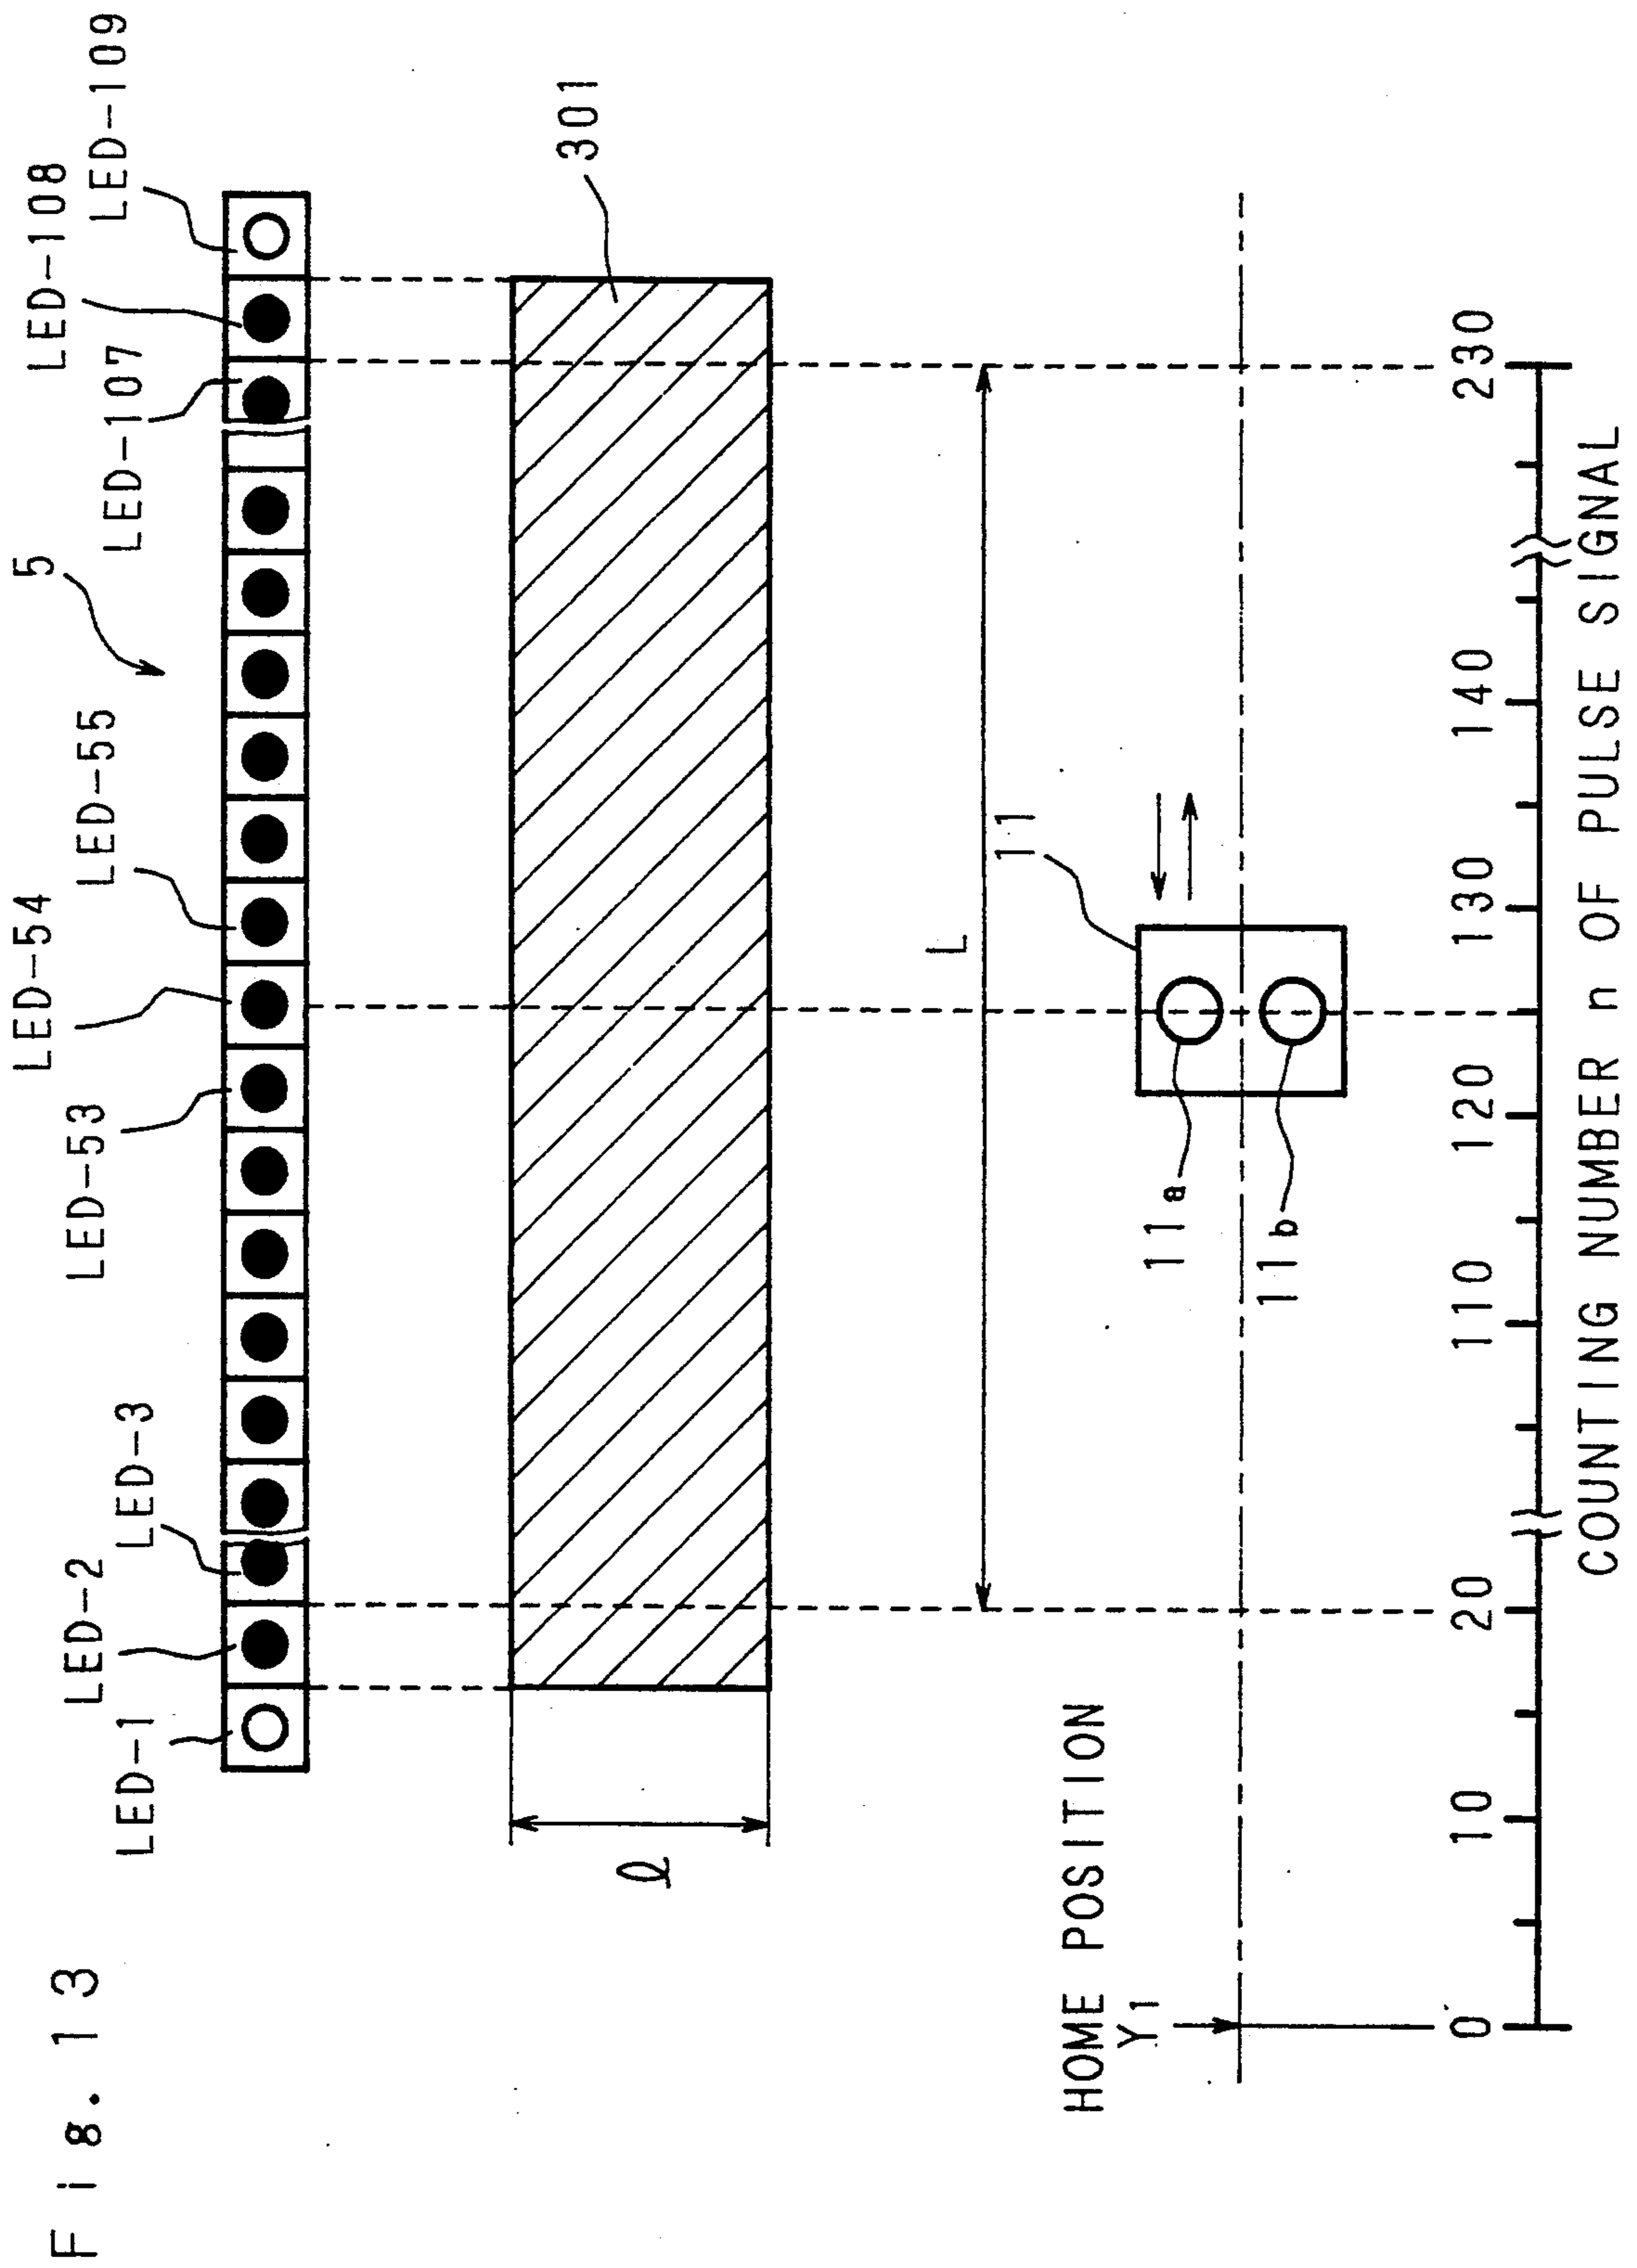 Fig. 13
LED-1
LED-2
LED-3
LED-53
LED-54
LED-55
5
LED-107
LED-108
LED-109
301
ℓ
L
11
11a
11b
HOME POSITION
Y1
0 10 20 110 120 130 140 230
COUNTING NUMBER n OF PULSE SIGNAL